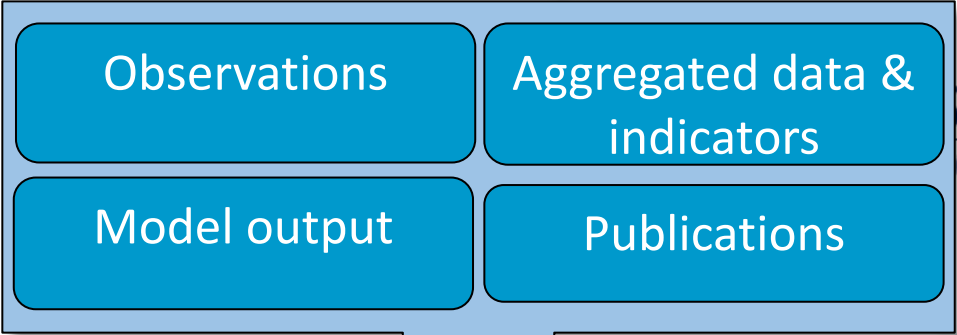 Observations
Aggregated data &
indicators
Model output
Publications